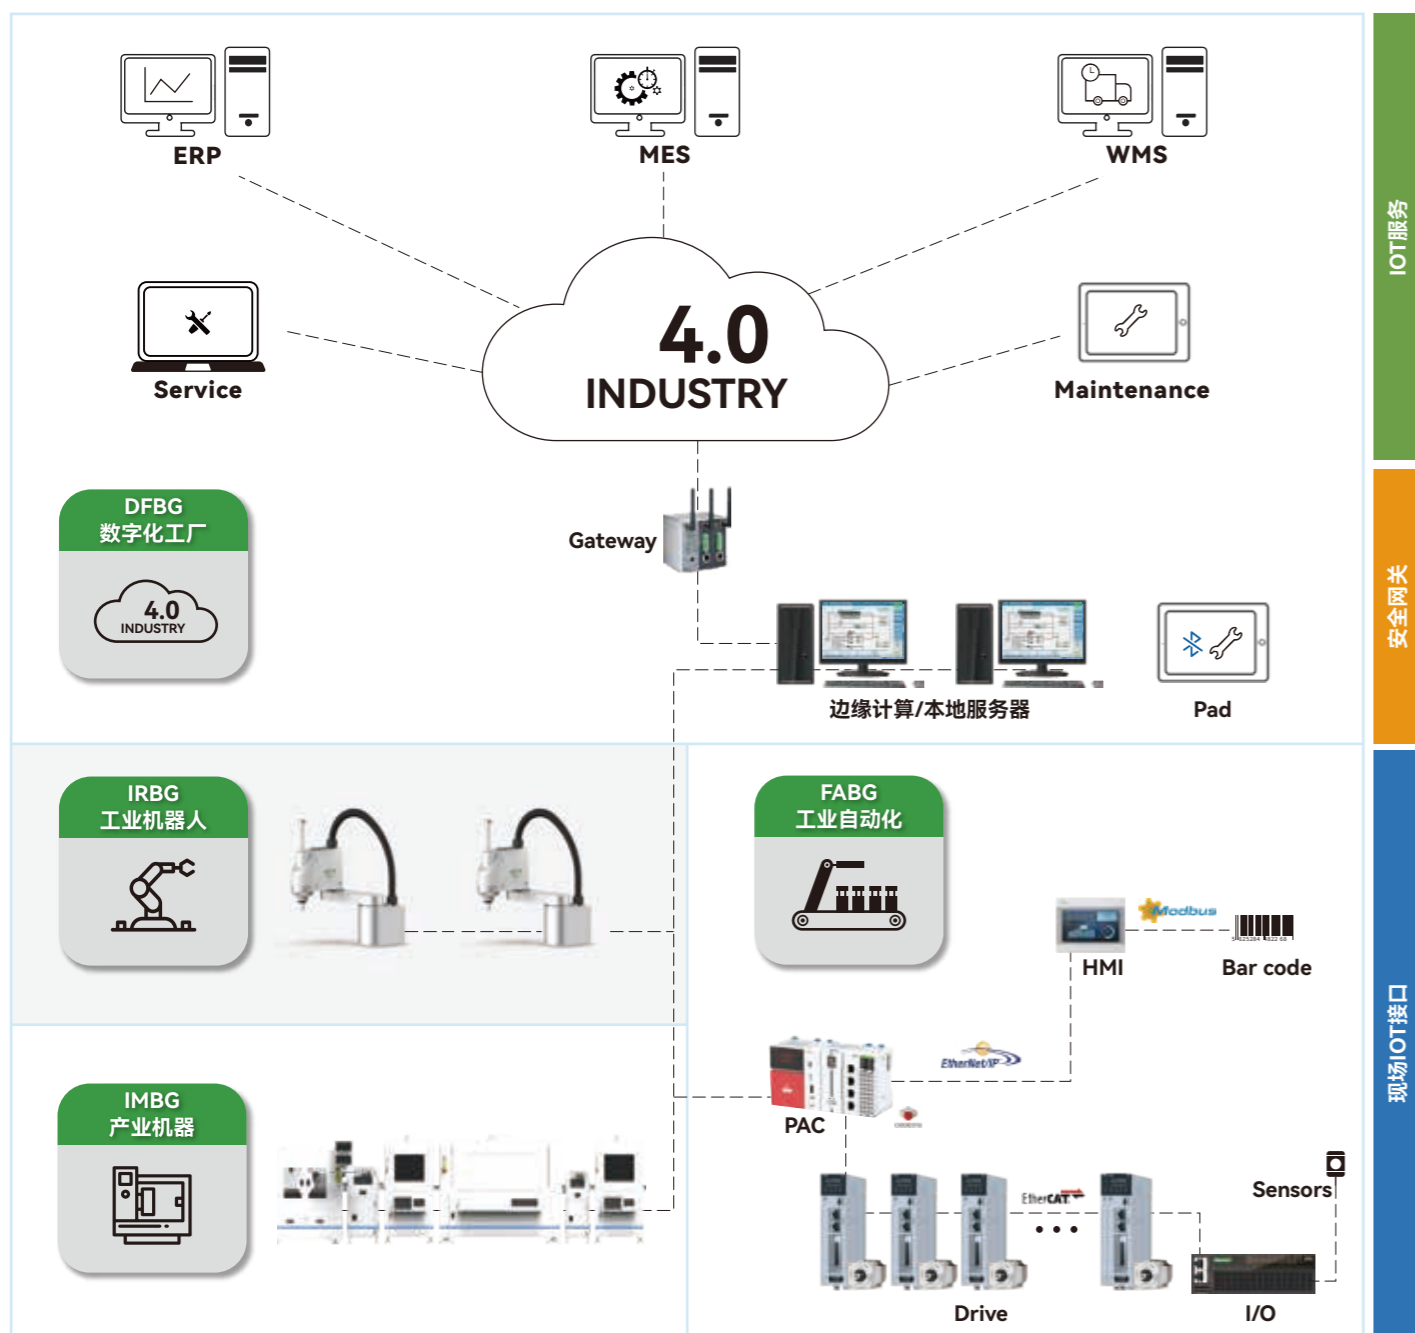 ERP
MES
WMS
4.0
INDUSTRY
Service
Maintenance
IOT服务
DFBG
数字化工厂
4.0
INDUSTRY
Gateway
边缘计算/本地服务器
Pad
安全网关
IRBG
工业机器人
FABG
工业自动化
Modbus
HMI
Bar code
EtherNet/IP
PAC
现场IOT接口
IMBG
产业机器
EtherCAT
Sensors
Drive
I/O